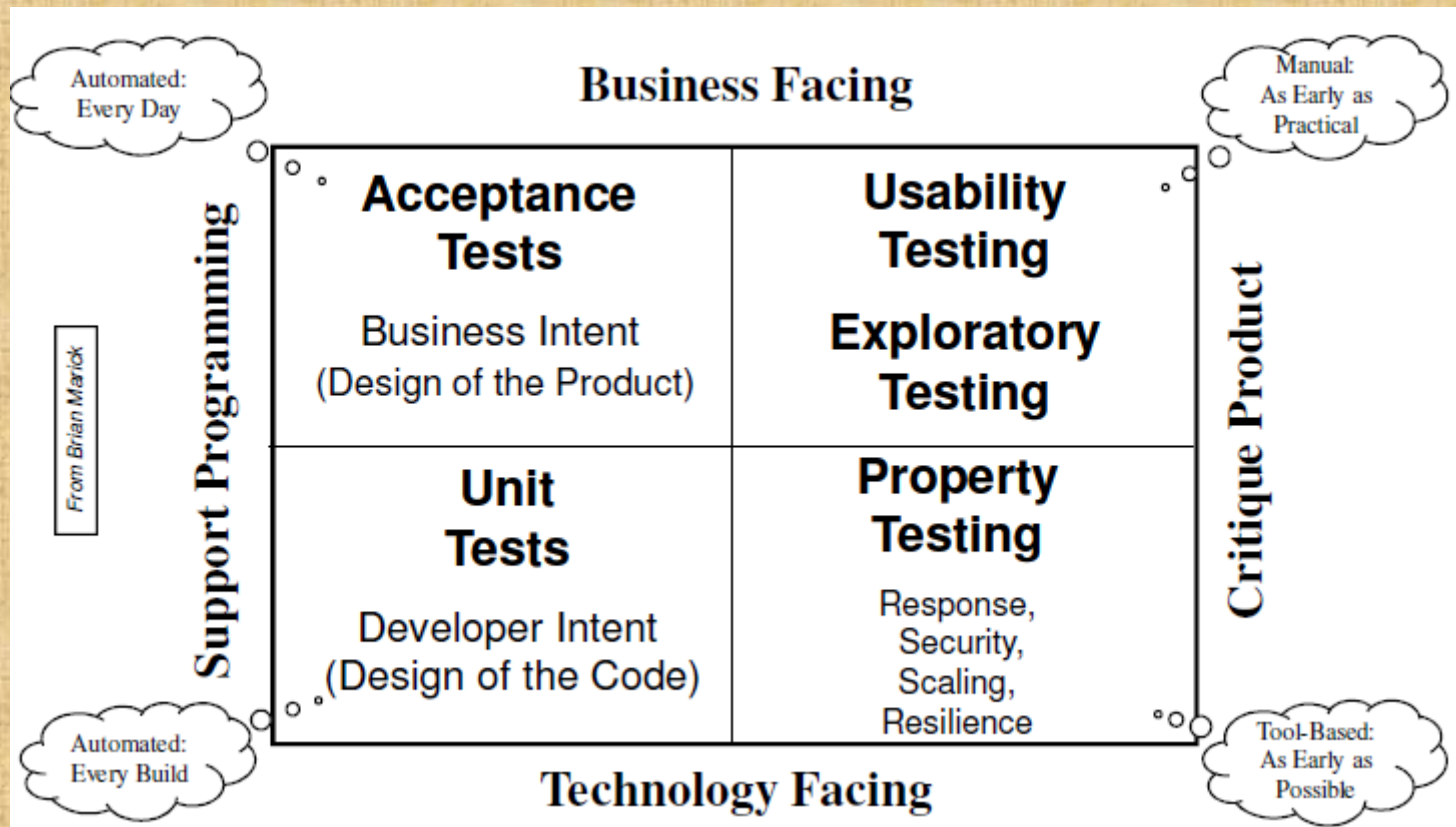 Automated:
Every Day
Business Facing
Manual:
As Early as
Practical
Support Programming
From Brian Marick
Acceptance
Tests
Business Intent
(Design of the Product)
Usability
Testing
Exploratory
Testing
Critique Product
Unit
Tests
Developer Intent
(Design of the Code)
Property
Testing
Response,
Security,
Scaling,
Resilience
Automated:
Every Build
Technology Facing
Tool-Based:
As Early as
Possible